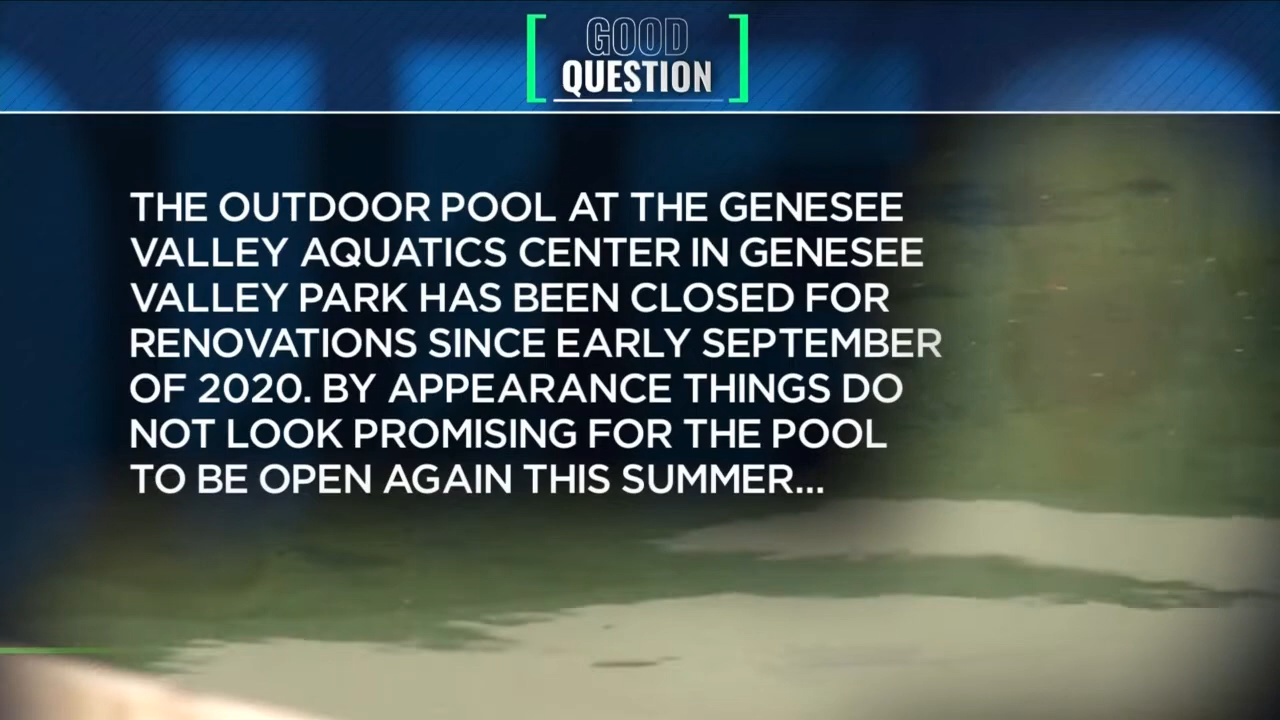 GOOD
QUESTION
THE OUTDOOR POOL AT THE GENESEE
VALLEY AQUATICS CENTER IN GENESEE
VALLEY PARK HAS BEEN CLOSED FOR
RENOVATIONS SINCE EARLY SEPTEMBER
OF 2020. BY APPEARANCE THINGS DO
NOT LOOK PROMISING FOR THE POOL
TO BE OPEN AGAIN THIS SUMMER...